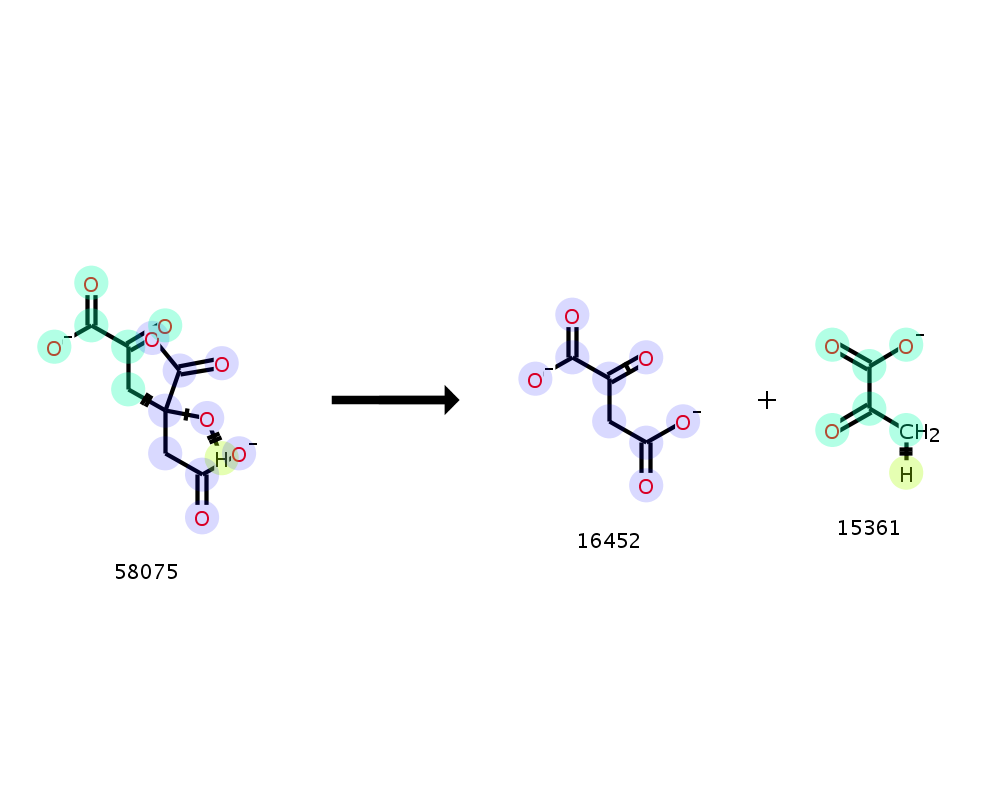 O O⁻ O O O O H O⁻ O
58075
→
O O⁻ O O⁻ O
16452
+
O O⁻ O CH₂ H
15361